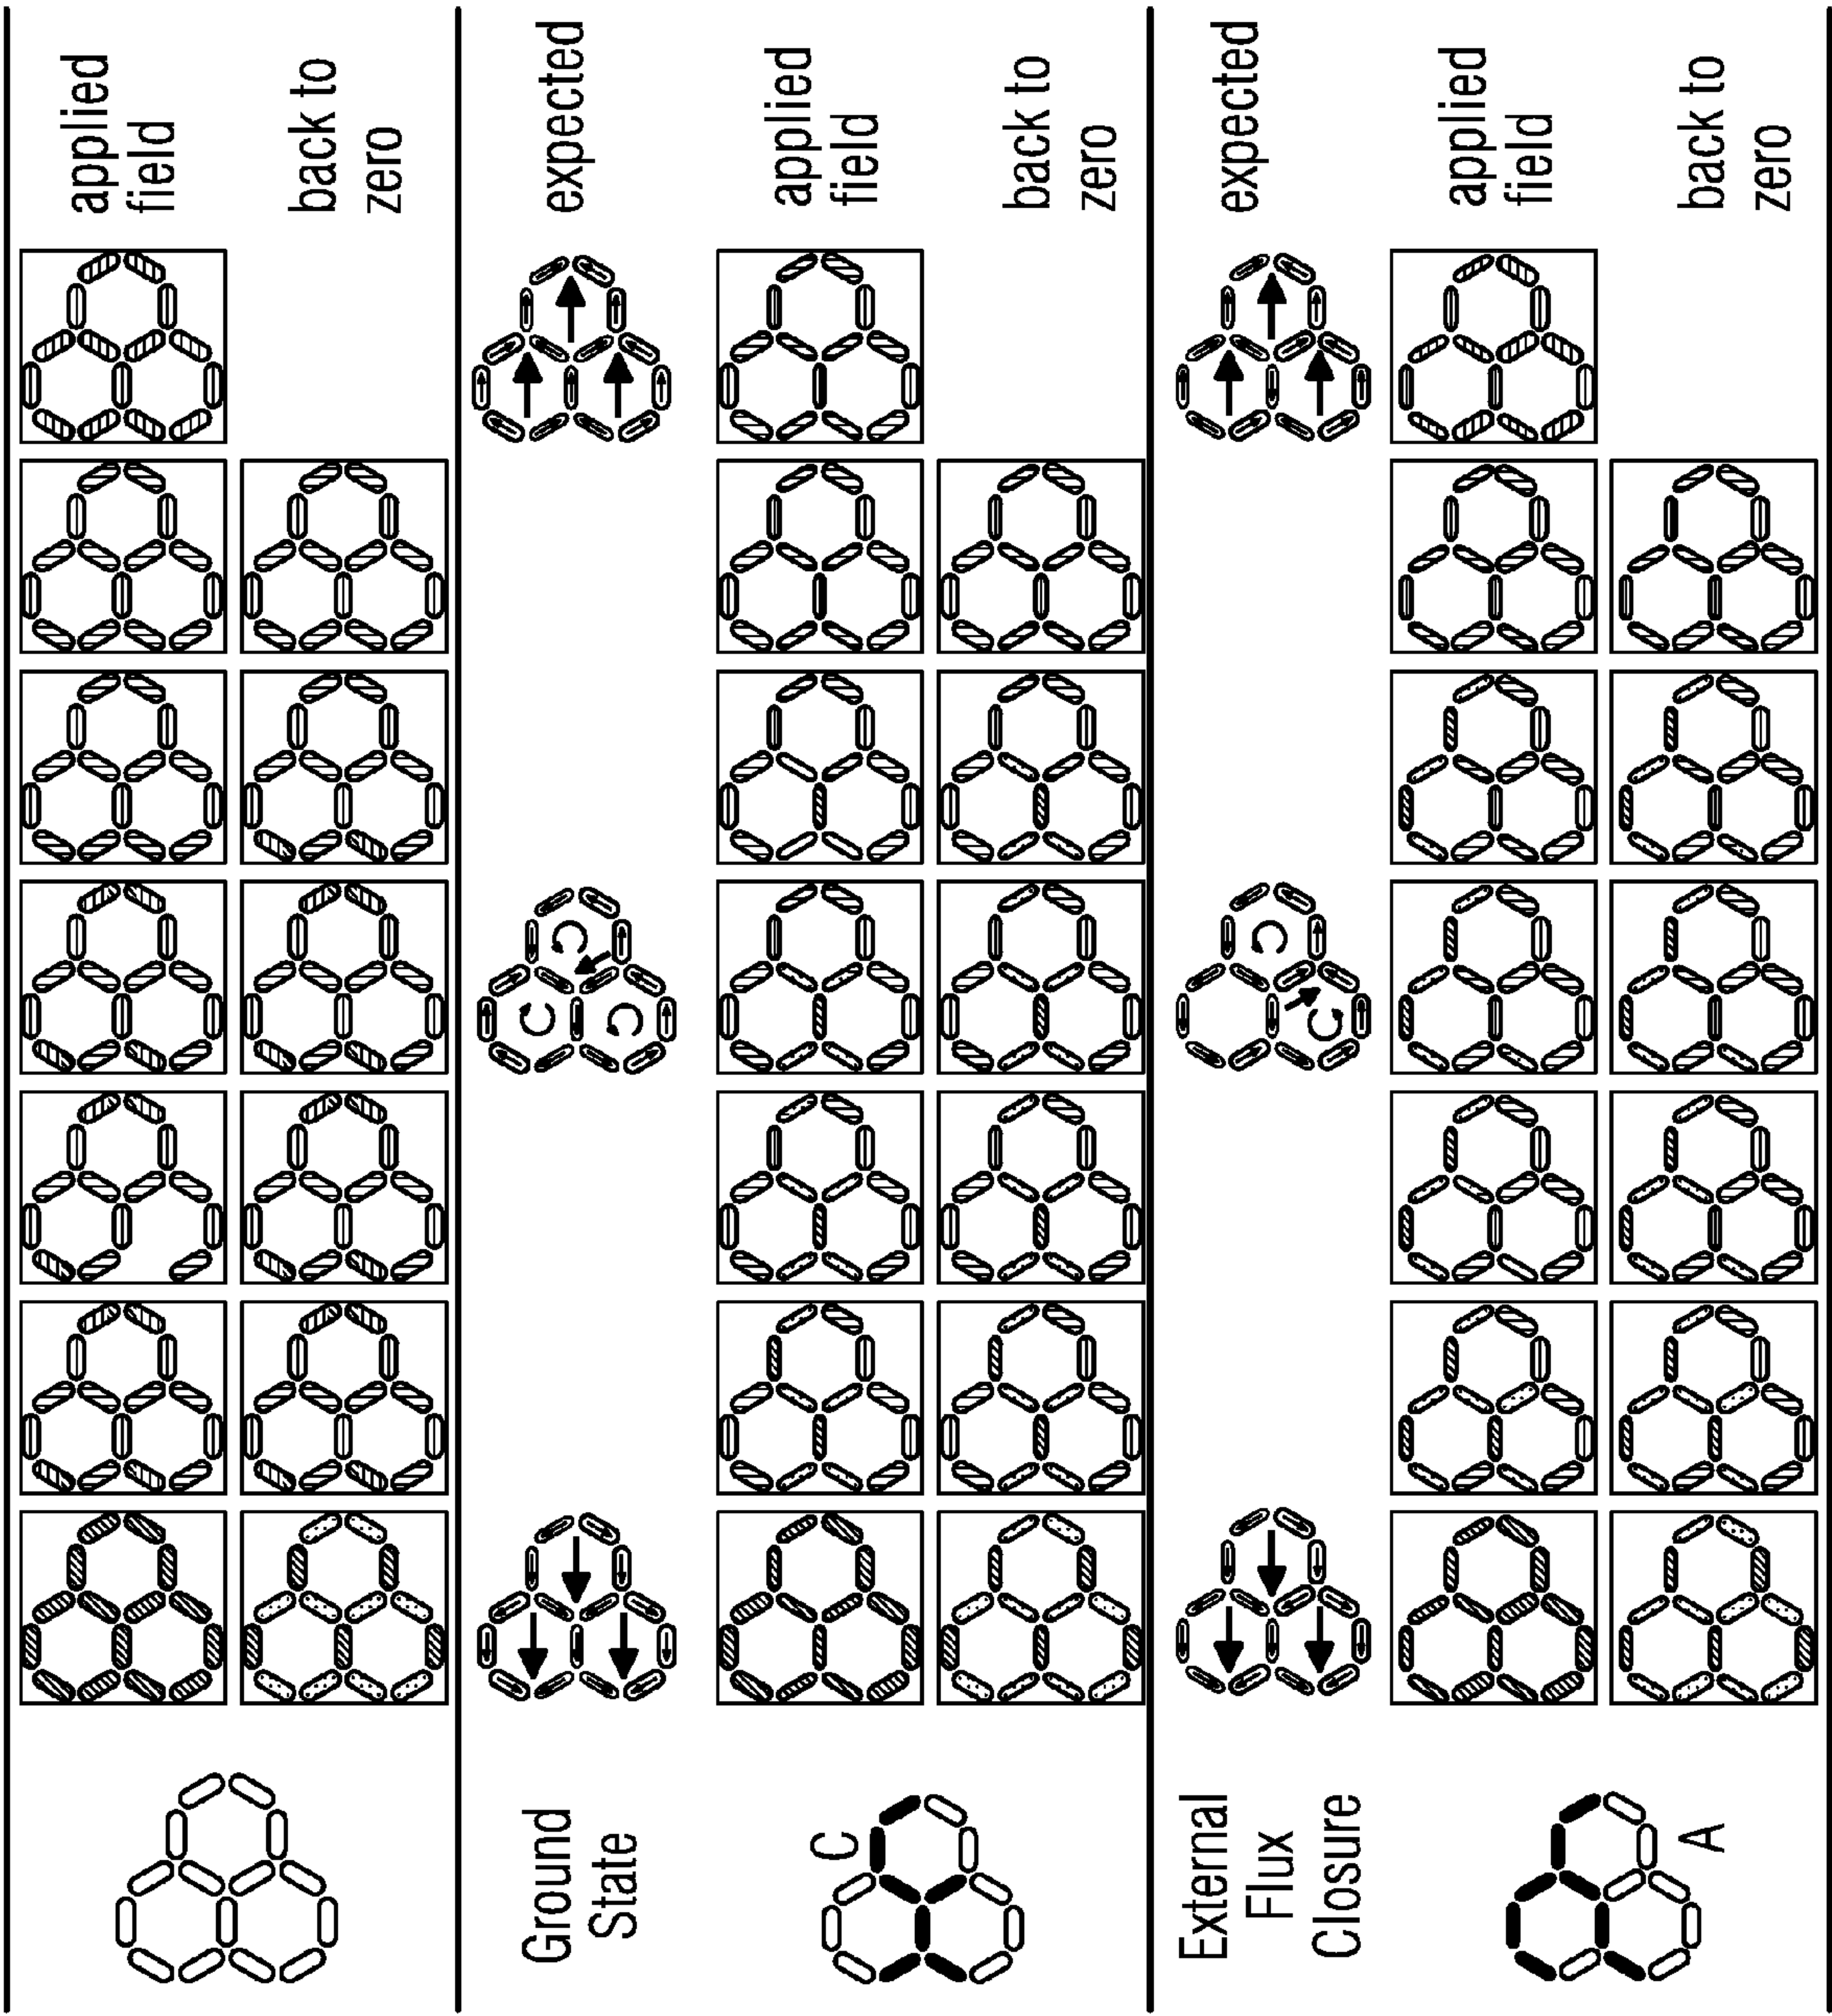 applied
field
back to
zero
Ground
State
expected
C
applied
field
back to
zero
External
Flux
Closure
expected
A
applied
field
back to
zero